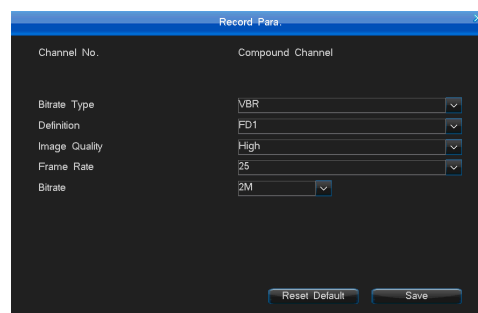 Record Para.
Channel No. Compound Channel
Bitrate Type VBR
Definition FD1
Image Quality High
Frame Rate 25
Bitrate 2M
Reset Default Save